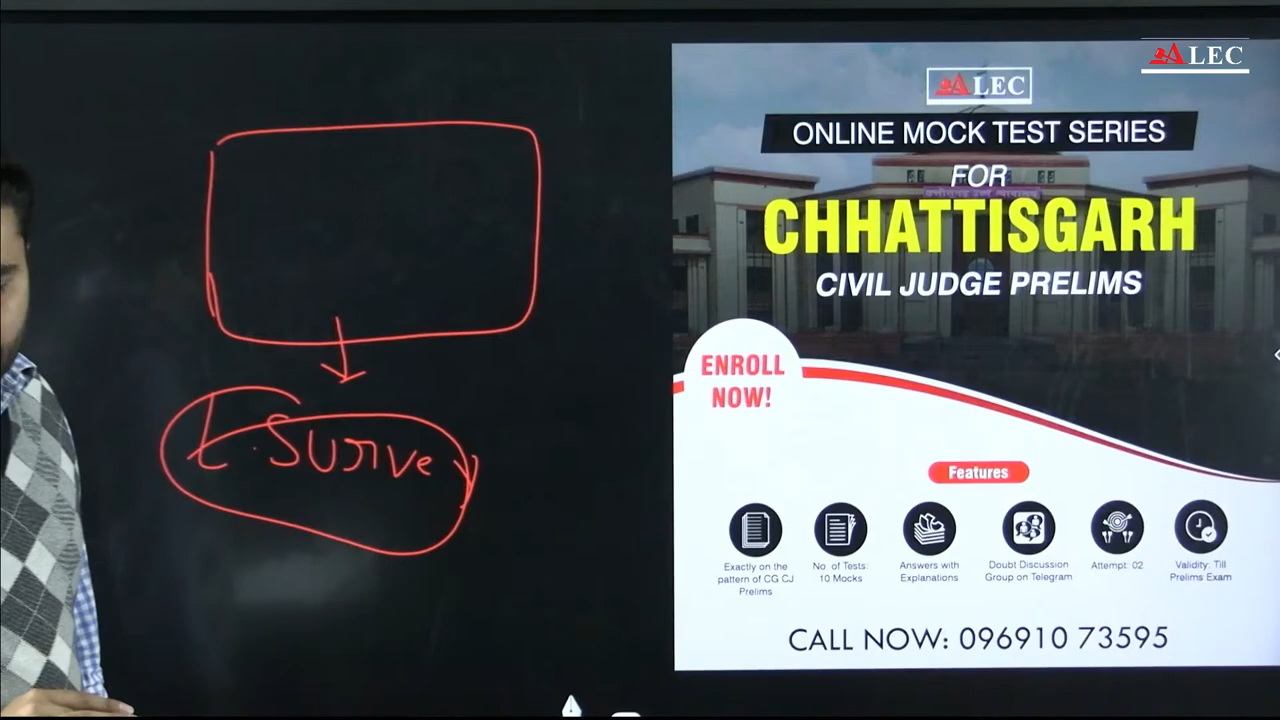 ALEC
ALEC
ONLINE MOCK TEST SERIES
FOR
CHHATTISGARH
CIVIL JUDGE PRELIMS
ENROLL
NOW!
E.Survey
Features
Exactly on the
pattern of CG CJ
Prelims
No. of Tests:
10 Mocks
Answers with
Explanations
Doubt Discussion
Group on Telegram
Attempt: 02
Validity: Till
Prelims Exam
CALL NOW: 096910 73595